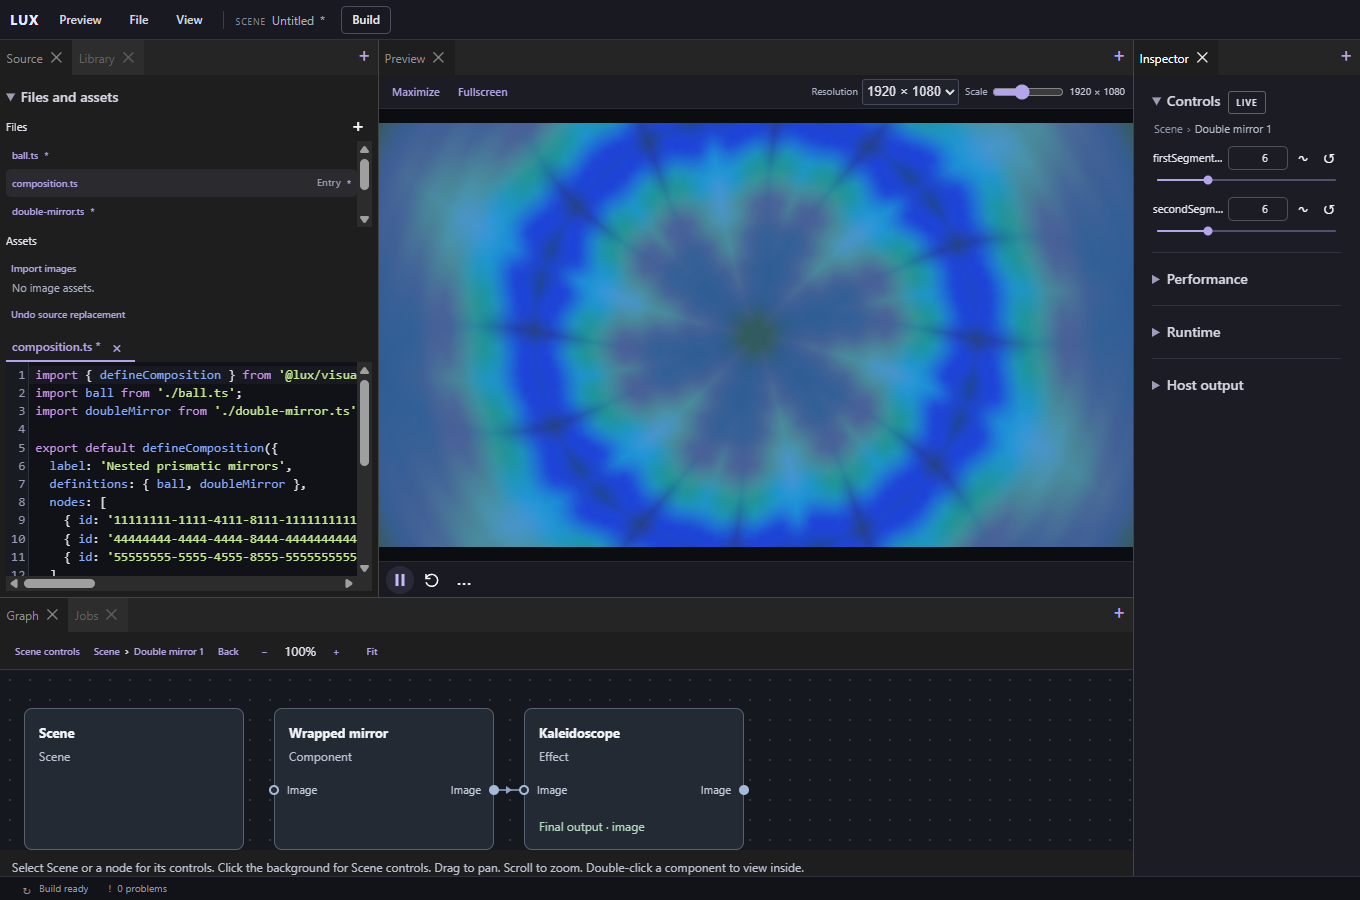 LUX Preview File View SCENE Untitled * Build
Source Library
Files and assets
Files
ball.ts *
composition.ts Entry *
double-mirror.ts *
Assets
Import images
No image assets.
Undo source replacement
composition.ts *
1 import { defineComposition } from '@lux/visua
2 import ball from './ball.ts';
3 import doubleMirror from './double-mirror.ts'
4
5 export default defineComposition({
6 label: 'Nested prismatic mirrors',
7 definitions: { ball, doubleMirror },
8 nodes: [
9 { id: '11111111-1111-4111-8111-1111111111
10 { id: '44444444-4444-4444-8444-4444444444
11 { id: '55555555-5555-4555-8555-5555555555
12 ]
Preview
Maximize Fullscreen Resolution 1920 × 1080 Scale 1920 × 1080
...
Inspector
Controls LIVE
Scene › Double mirror 1
firstSegment... 6
secondSegm... 6
Performance
Runtime
Host output
Graph Jobs
Scene controls Scene › Double mirror 1 Back − 100% + Fit
Scene
Scene
Wrapped mirror
Component
Image Image
Kaleidoscope
Effect
Image Image
Final output · image
Select Scene or a node for its controls. Click the background for Scene controls. Drag to pan. Scroll to zoom. Double-click a component to view inside.
Build ready ! 0 problems